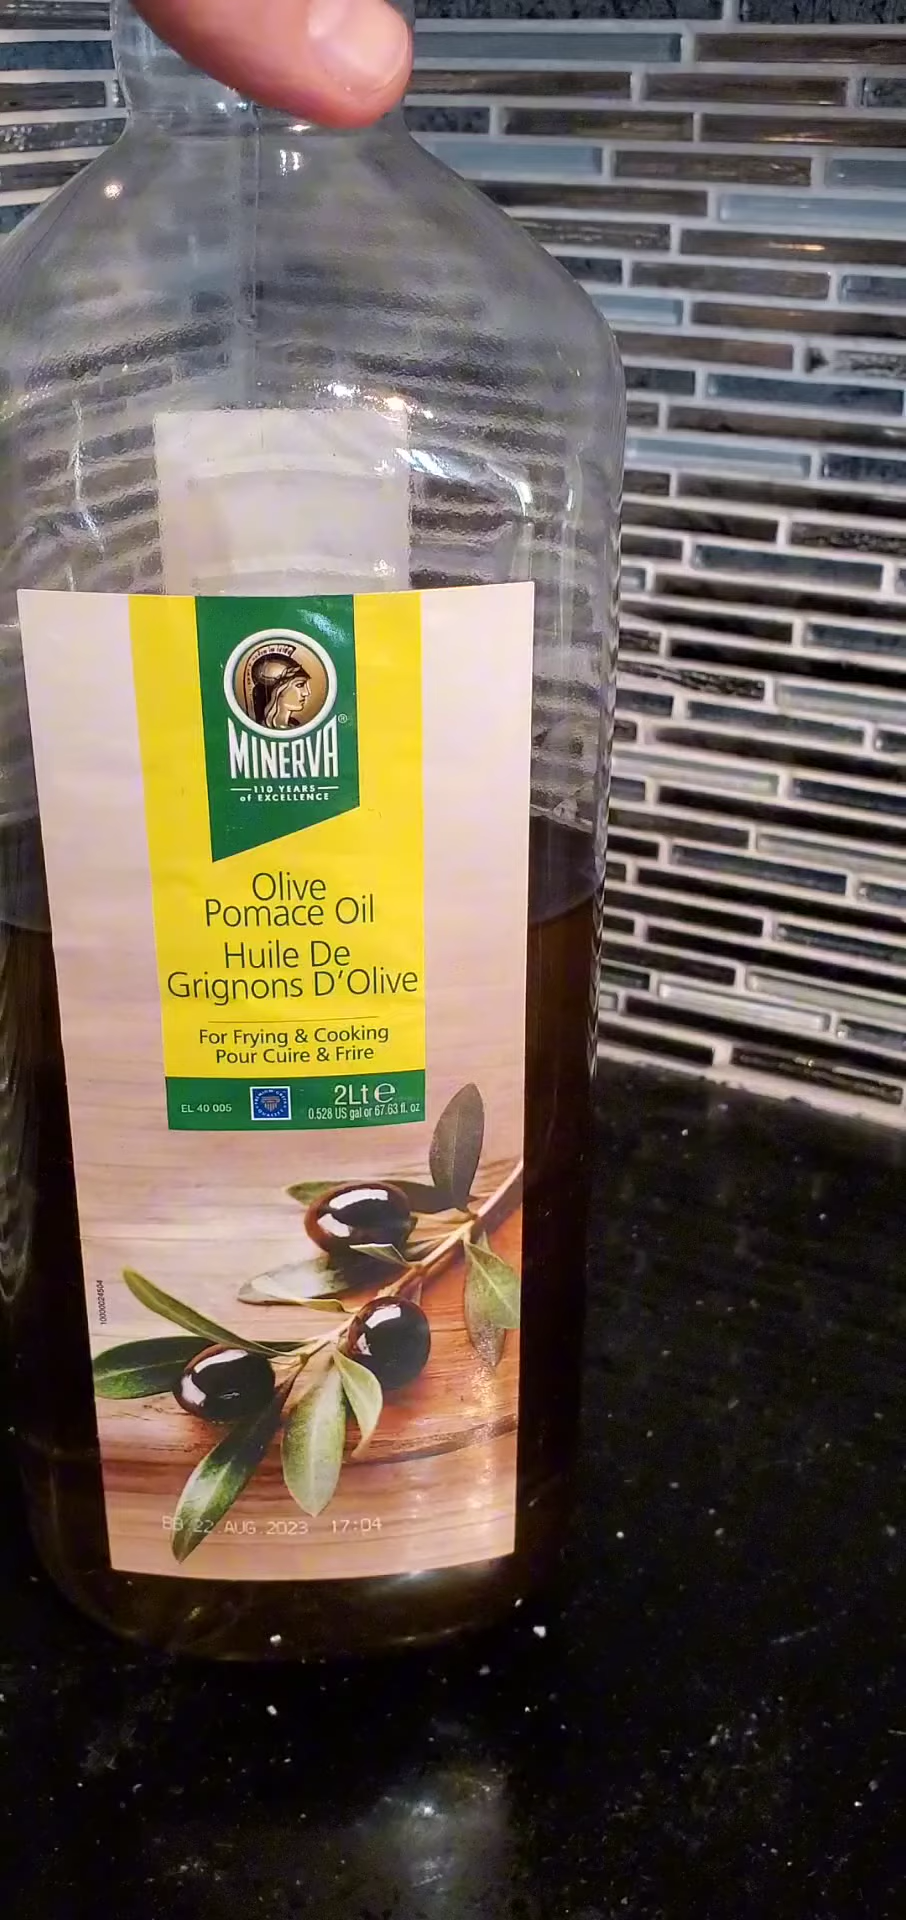 MINERVA®
110 YEARS
of EXCELLENCE
Olive
Pomace Oil
Huile De
Grignons D'Olive
For Frying & Cooking
Pour Cuire & Frire
EL 40 005
2Lt e
0.528 US gal or 67.63 fl. oz
10000024504
BB 22 AUG 2023 17:04